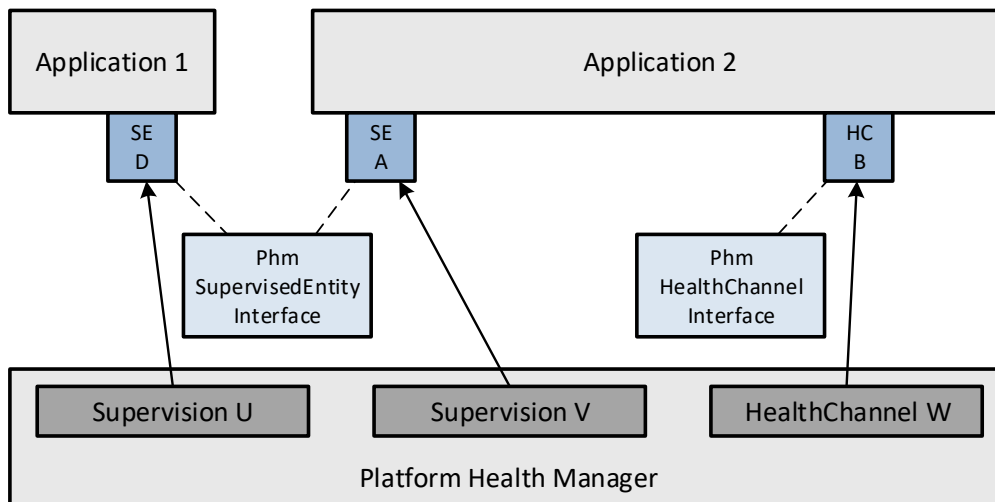 Application 1
Application 2
SE
D
SE
A
HC
B
Phm
SupervisedEntity
Interface
Phm
HealthChannel
Interface
Supervision U
Supervision V
HealthChannel W
Platform Health Manager